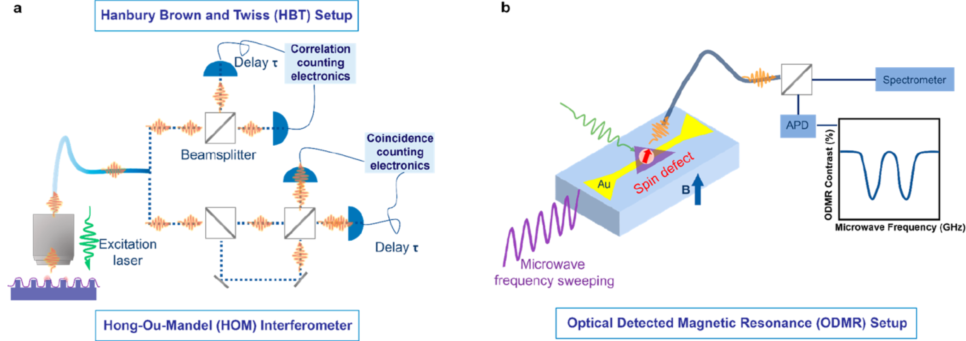 a
Hanbury Brown and Twiss (HBT) Setup
Delay τ
Correlation
counting
electronics
Beamsplitter
Coincidence
counting
electronics
Delay τ
Excitation
laser
Hong-Ou-Mandel (HOM) Interferometer
b
Spectrometer
APD
Au
Spin defect
B
ODMR Contrast (%)
Microwave Frequency (GHz)
Microwave
frequency sweeping
Optical Detected Magnetic Resonance (ODMR) Setup